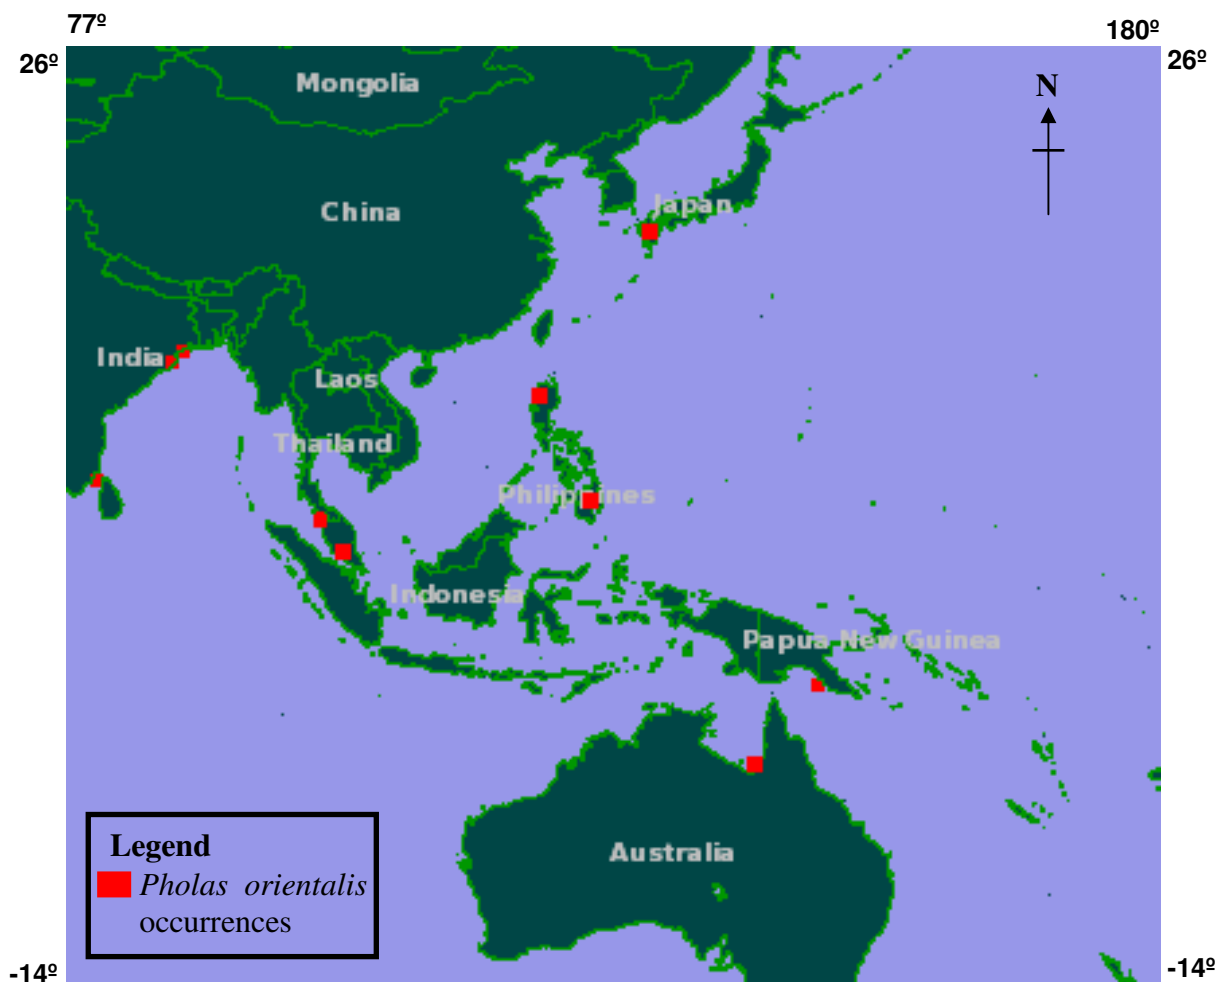 77º
180º
26º
26º
Mongolia
N
China
Japan
India
Laos
Thailand
Philippines
Indonesia
Papua New Guinea
Australia
Legend
Pholas orientalis
occurrences
-14º
-14º